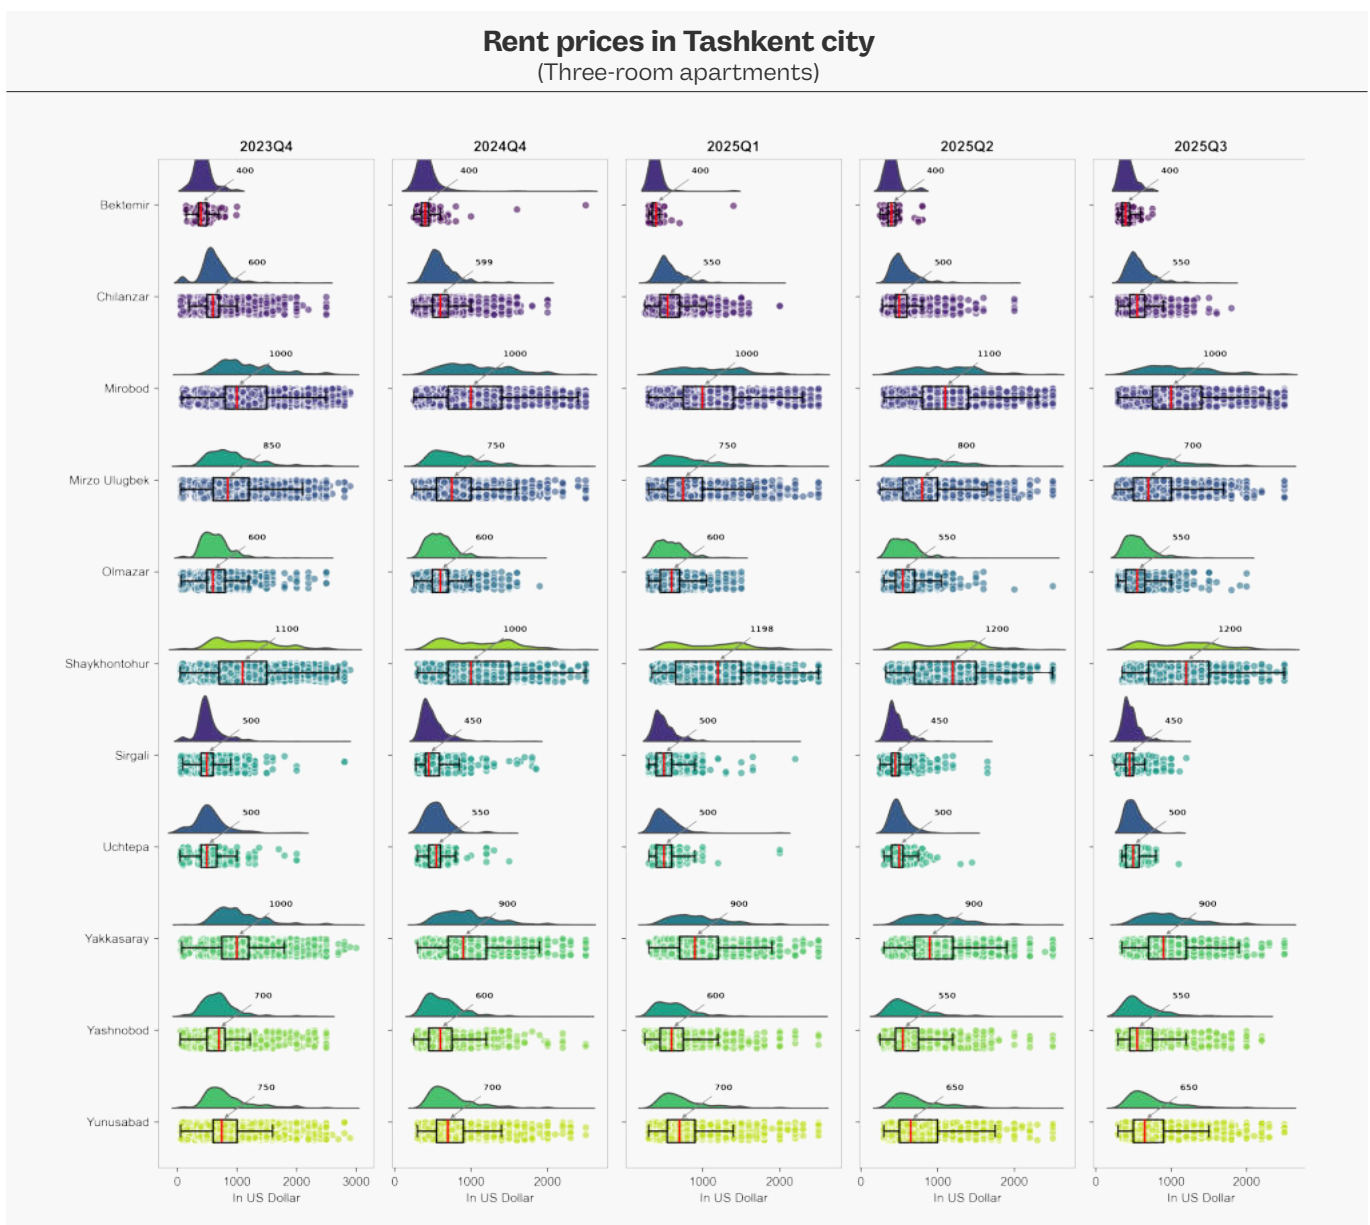 Rent prices in Tashkent city
(Three-room apartments)
2023Q4 2024Q4 2025Q1 2025Q2 2025Q3
400 400 400 400 400
Bektemir
600 599 550 500 550
Chilanzar
1000 1000 1000 1100 1000
Mirobod
850 750 750 800 700
Mirzo Ulugbek
600 600 600 550 550
Olmazar
1100 1000 1198 1200 1200
Shaykhontohur
500 450 500 450 450
Sirgali
500 550 500 500 500
Uchtepa
1000 900 900 900 900
Yakkasaray
700 600 600 550 550
Yashnobod
750 700 700 650 650
Yunusabad
0 1000 2000 3000 0 1000 2000 1000 2000 0 1000 2000 0 1000 2000
In US Dollar In US Dollar In US Dollar In US Dollar In US Dollar